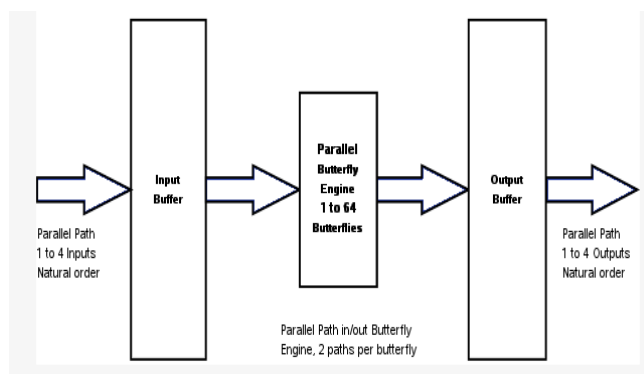 Parallel Path
1 to 4 Inputs
Natural order
Input
Buffer
Parallel
Butterfly
Engine
1 to 64
Butterflies
Parallel Path in/out Butterfly
Engine, 2 paths per butterfly
Output
Buffer
Parallel Path
1 to 4 Outputs
Natural order